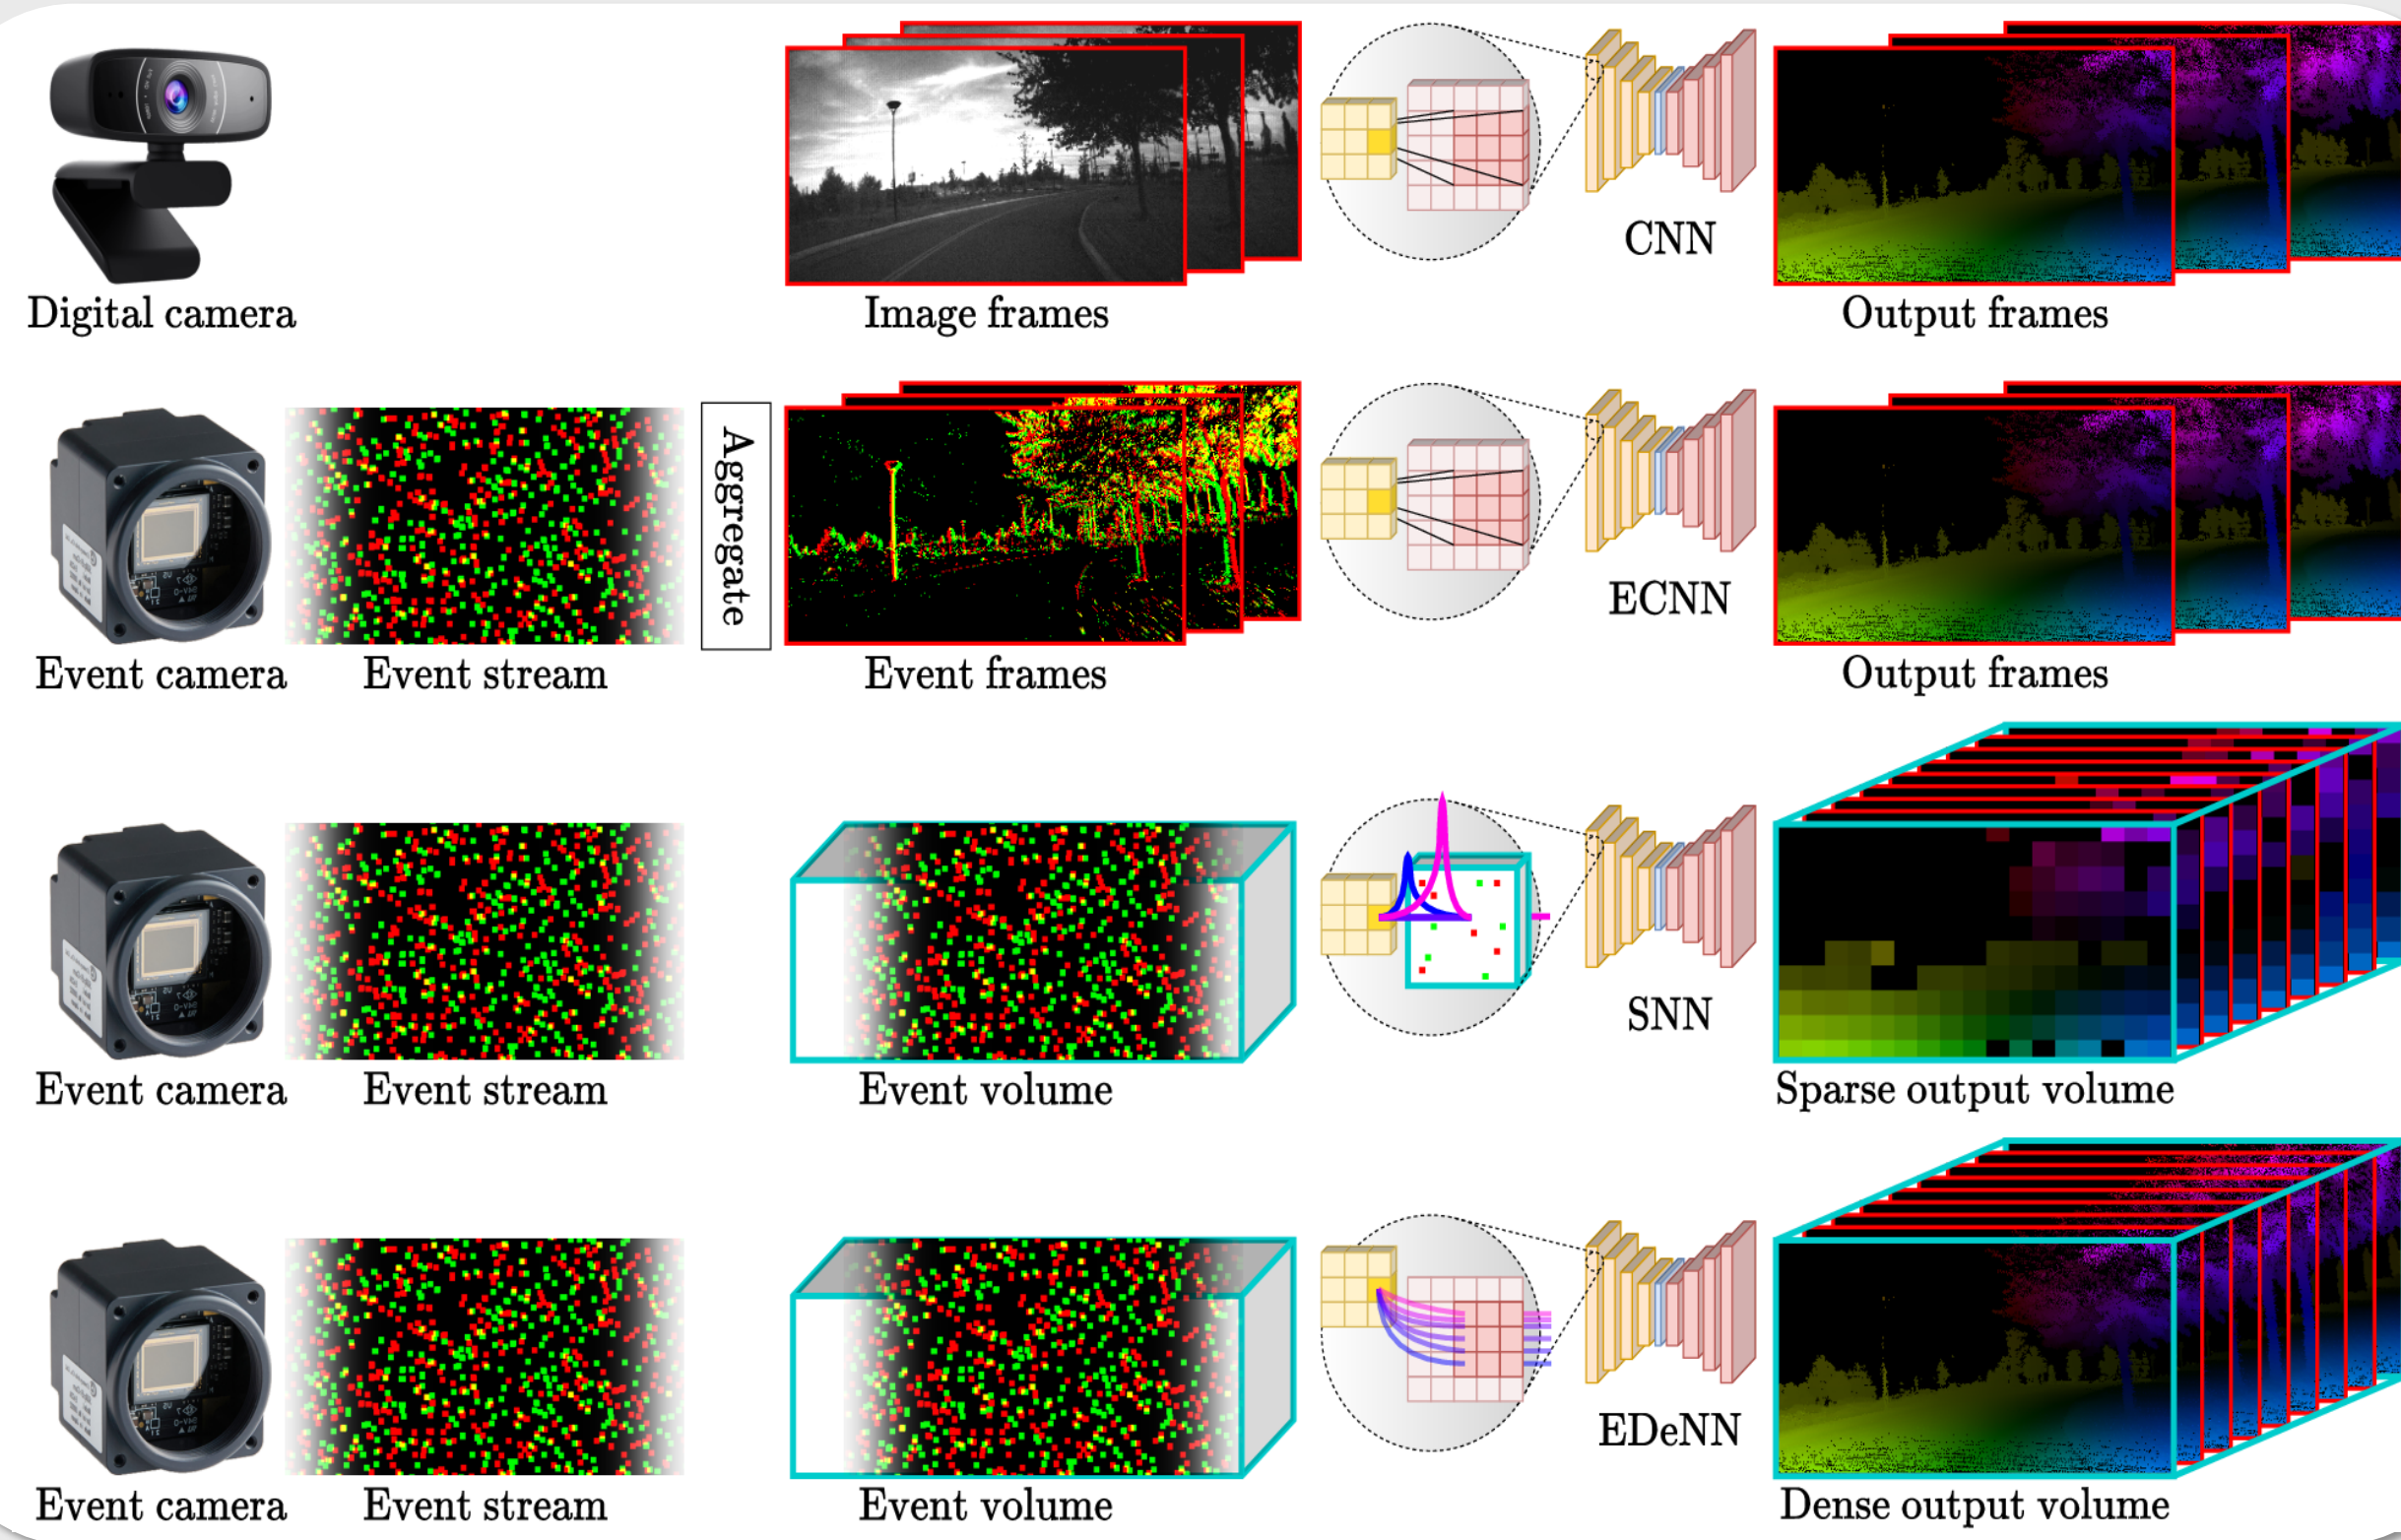 CNN
Digital camera
Image frames
Output frames
Aggregate
ECNN
Event camera
Event stream
Event frames
Output frames
SNN
Event camera
Event stream
Event volume
Sparse output volume
EDeNN
Event camera
Event stream
Event volume
Dense output volume